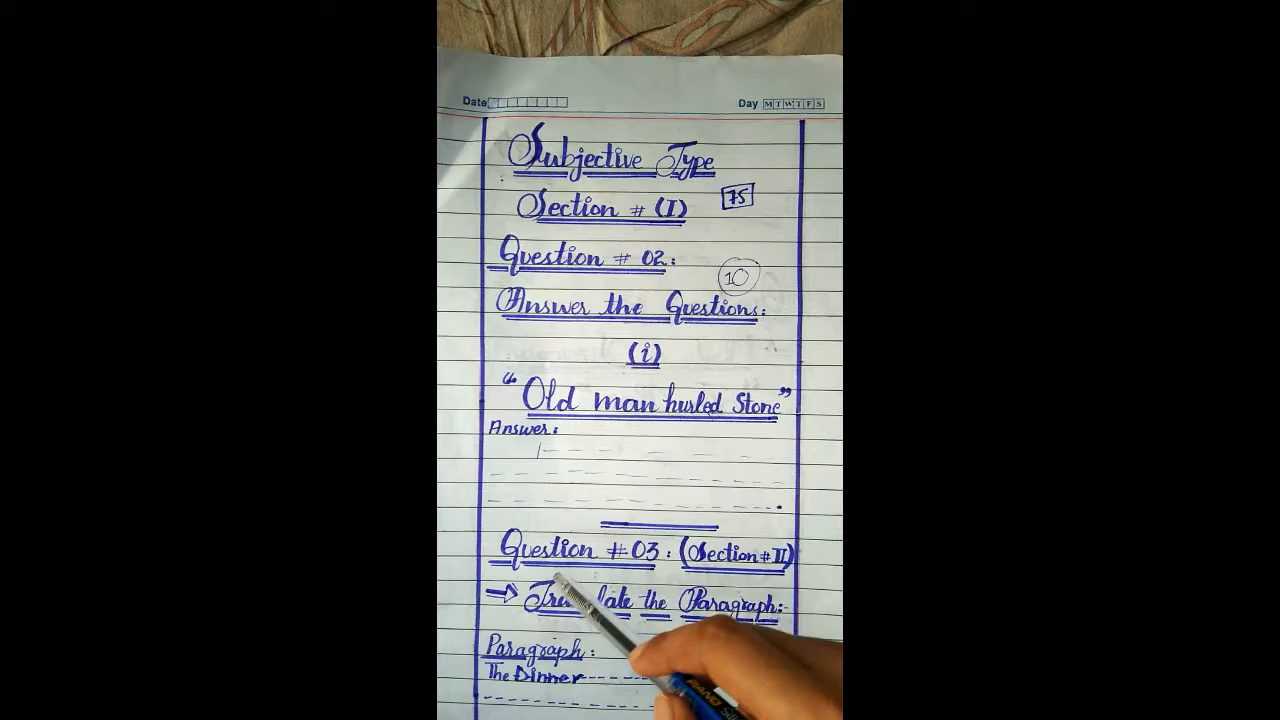 Date Day M T W T F S
Subjective Type
Section # (I) 75
Question # 02:
10
Answer the Questions:
(i)
"Old man hurled Stone"
Answer:
Question #03: (Section # II)
⇒ the Paragraph:-
Paragraph:
The Dinner